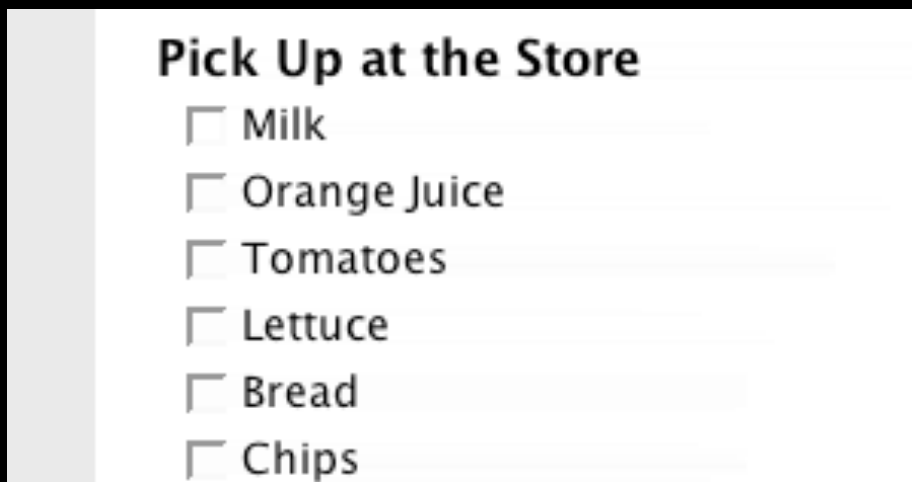 Pick Up at the Store
Milk
Orange Juice
Tomatoes
Lettuce
Bread
Chips